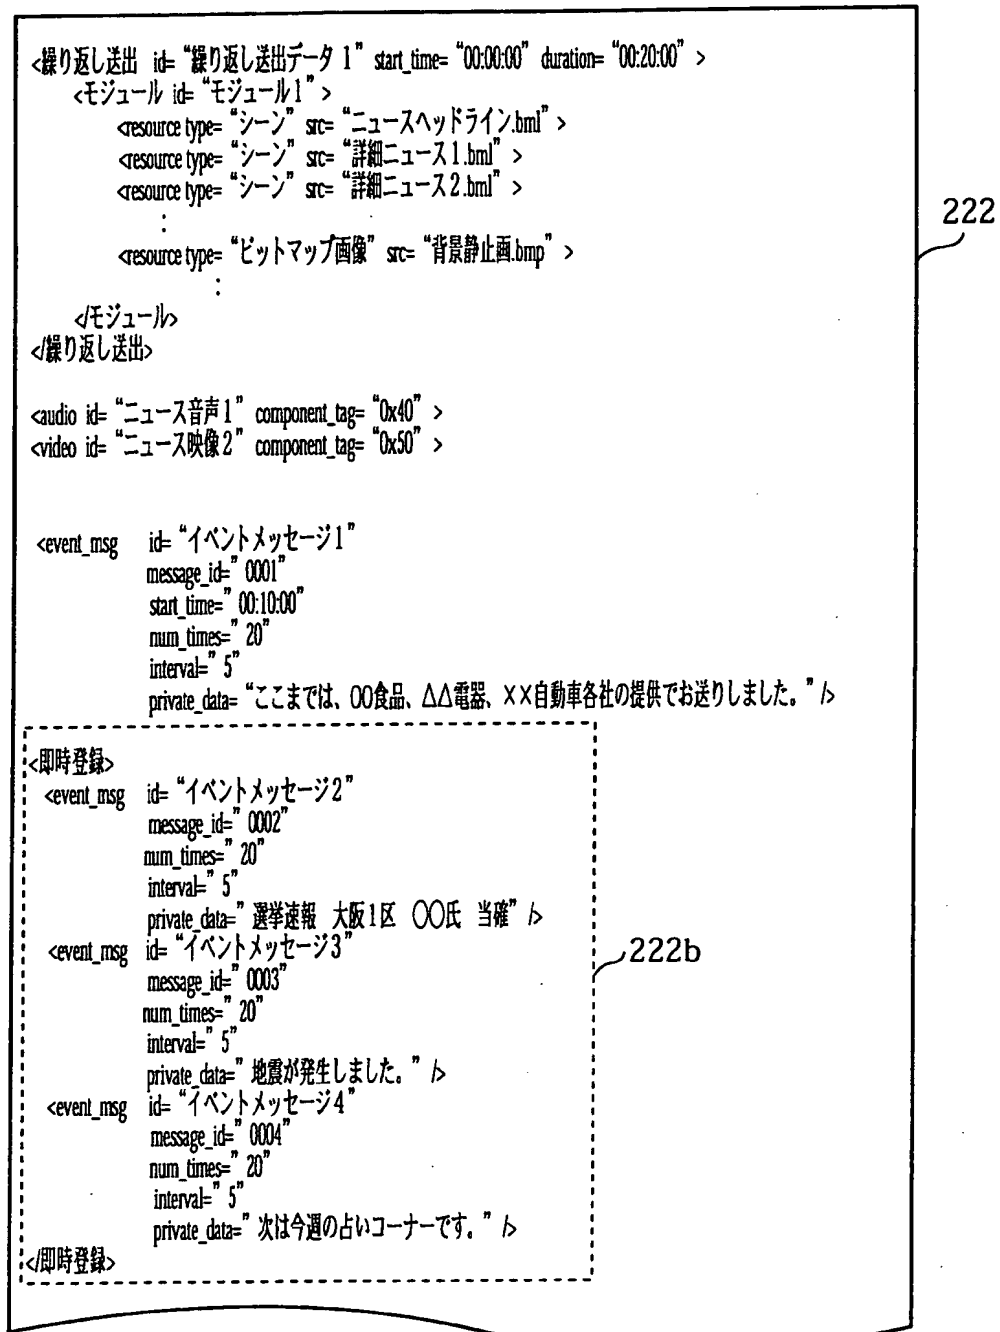 <繰り返し送出 id= “繰り返し送出データ 1” start_time= “00:00:00” duration= “00:20:00” >
<モジュール id= “モジュール1” >
<resource type= “シーン” src= “ニュースヘッドライン.bml” >
<resource type= “シーン” src= “詳細ニュース1.bml” >
<resource type= “シーン” src= “詳細ニュース2.bml” >
:
<resource type= “ビットマップ画像” src= “背景静止画.bmp” >
:
</モジュール>
</繰り返し送出>
222
<audio id= “ニュース音声1” component_tag= “0x40” >
<video id= “ニュース映像2” component_tag= “0x50” >
<event_msg id= “イベントメッセージ1”
message_id=” 0001”
start_time=” 00:10:00”
num_times=” 20”
interval=” 5”
private_data= “ここまでは、○○食品、△△電器、××自動車各社の提供でお送りしました。” />
<即時登録>
<event_msg id= “イベントメッセージ2”
message_id=” 0002”
num_times=” 20”
interval=” 5”
private_data=” 選挙速報 大阪1区 ○○氏 当確” />
<event_msg id= “イベントメッセージ3”
222b
message_id=” 0003”
num_times=” 20”
interval=” 5”
private_data=” 地震が発生しました。” />
<event_msg id= “イベントメッセージ4”
message_id=” 0004”
num_times=” 20”
interval=” 5”
private_data=” 次は今週の占いコーナーです。” />
</即時登録>